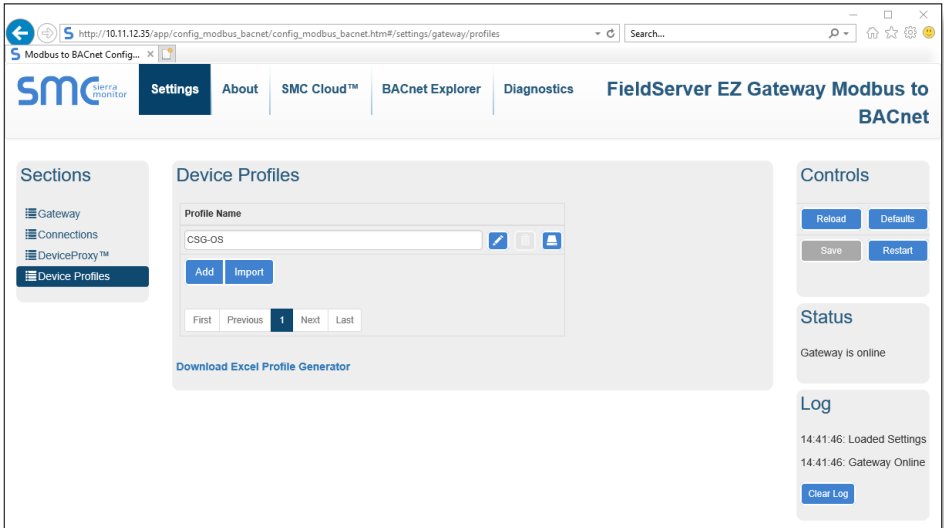 http://10.11.12.35/app/config_modbus_bacnet/config_modbus_bacnet.htm#/settings/gateway/profiles
Search...
Modbus to BACnet Config...
SMC sierra monitor
Settings
About
SMC Cloud™
BACnet Explorer
Diagnostics
FieldServer EZ Gateway Modbus to
BACnet
Sections
Gateway
Connections
DeviceProxy™
Device Profiles
Device Profiles
Profile Name
CSG-OS
Add
Import
First
Previous
1
Next
Last
Download Excel Profile Generator
Controls
Reload
Defaults
Save
Restart
Status
Gateway is online
Log
14:41:46: Loaded Settings
14:41:46: Gateway Online
Clear Log